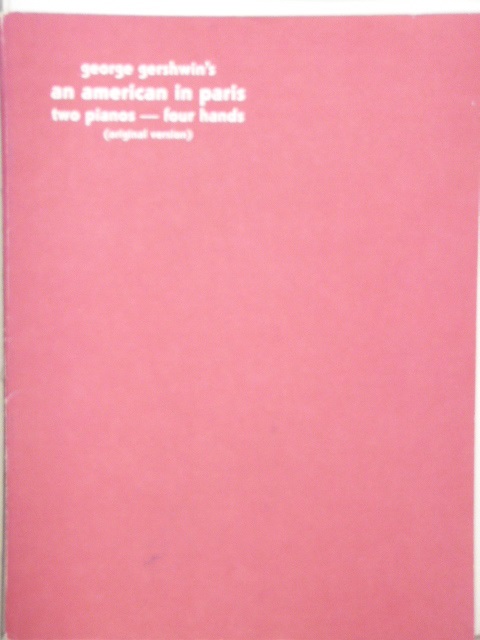 george gershwin's
an american in paris
two pianos — four hands
(original version)